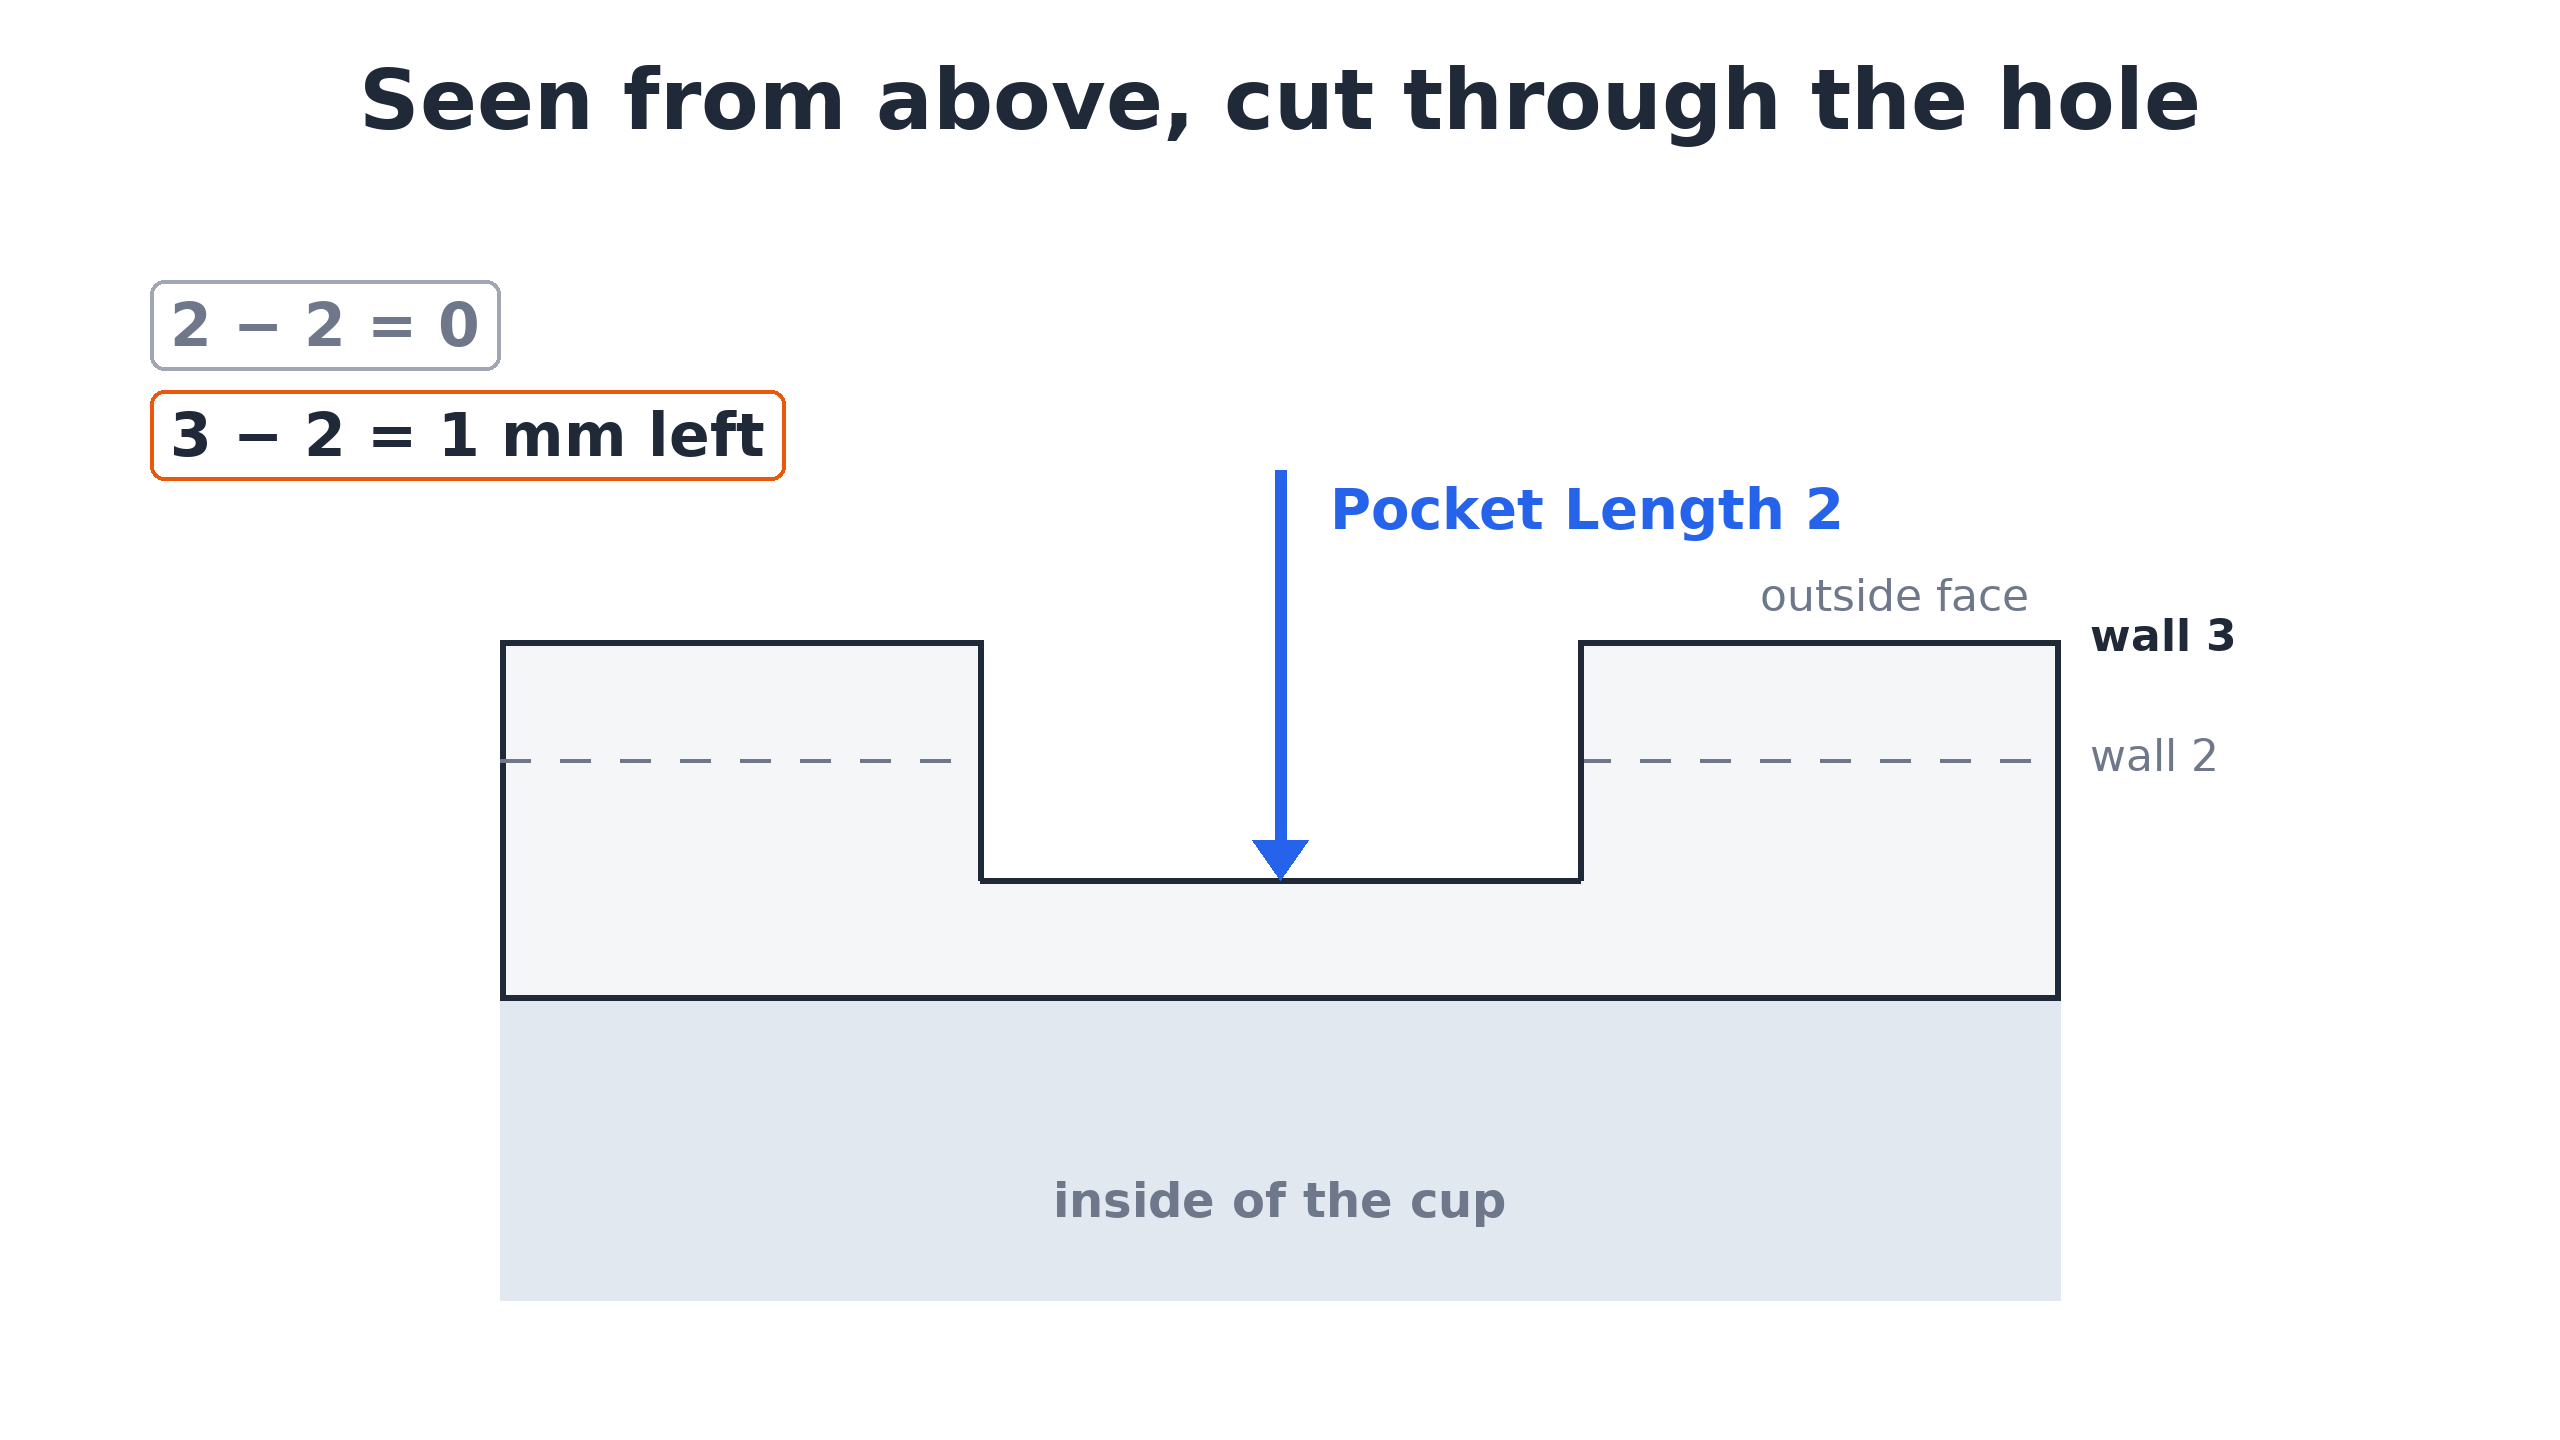 Seen from above, cut through the hole
2 − 2 = 0
3 − 2 = 1 mm left
Pocket Length 2
outside face
wall 3
wall 2
inside of the cup